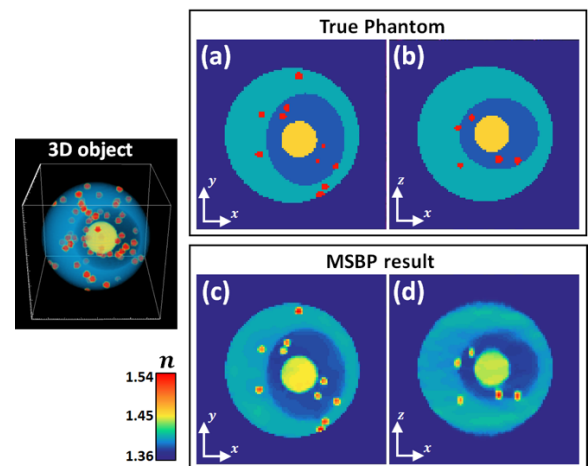 True Phantom
(a)
(b)
y
x
z
x
3D object
MSBP result
(c)
(d)
y
x
z
x
n
1.54
1.45
1.36